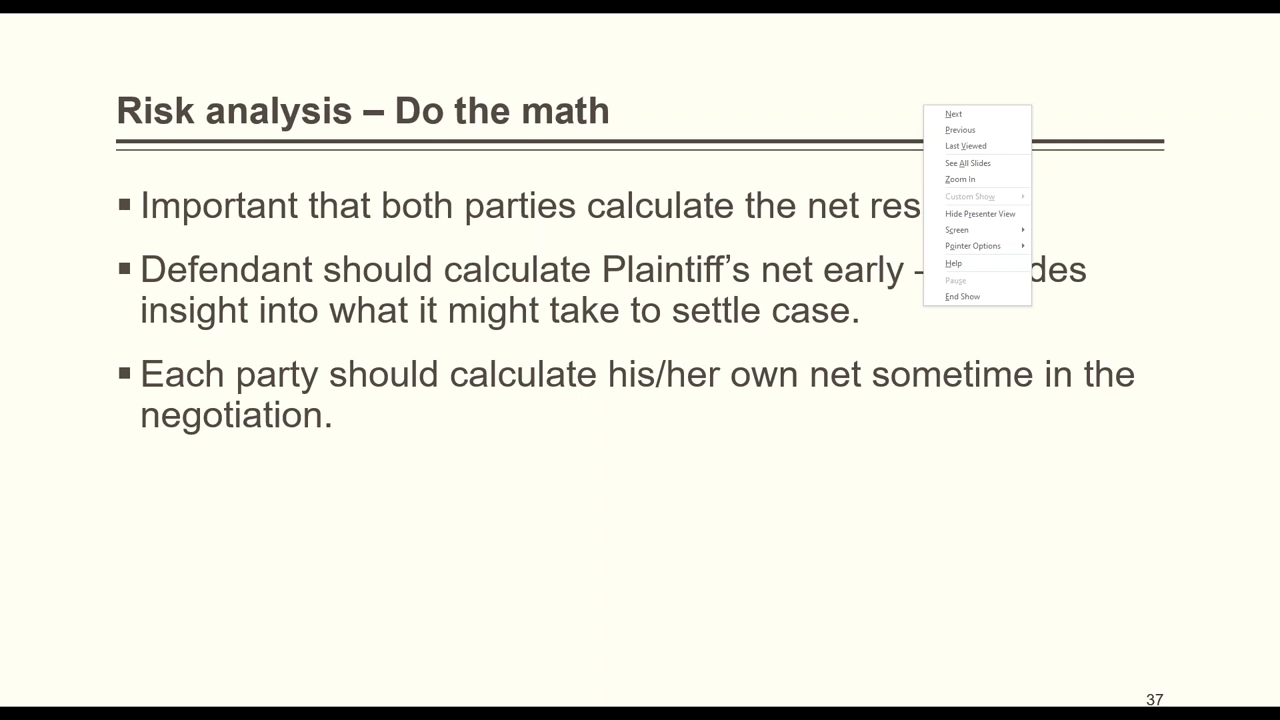 Risk analysis – Do the math
▪ Important that both parties calculate the net res
▪ Defendant should calculate Plaintiff’s net early – des
insight into what it might take to settle case.
▪ Each party should calculate his/her own net sometime in the
negotiation.
Next
Previous
Last Viewed
See All Slides
Zoom In
Custom Show
Hide Presenter View
Screen
Pointer Options
Help
Pause
End Show
37